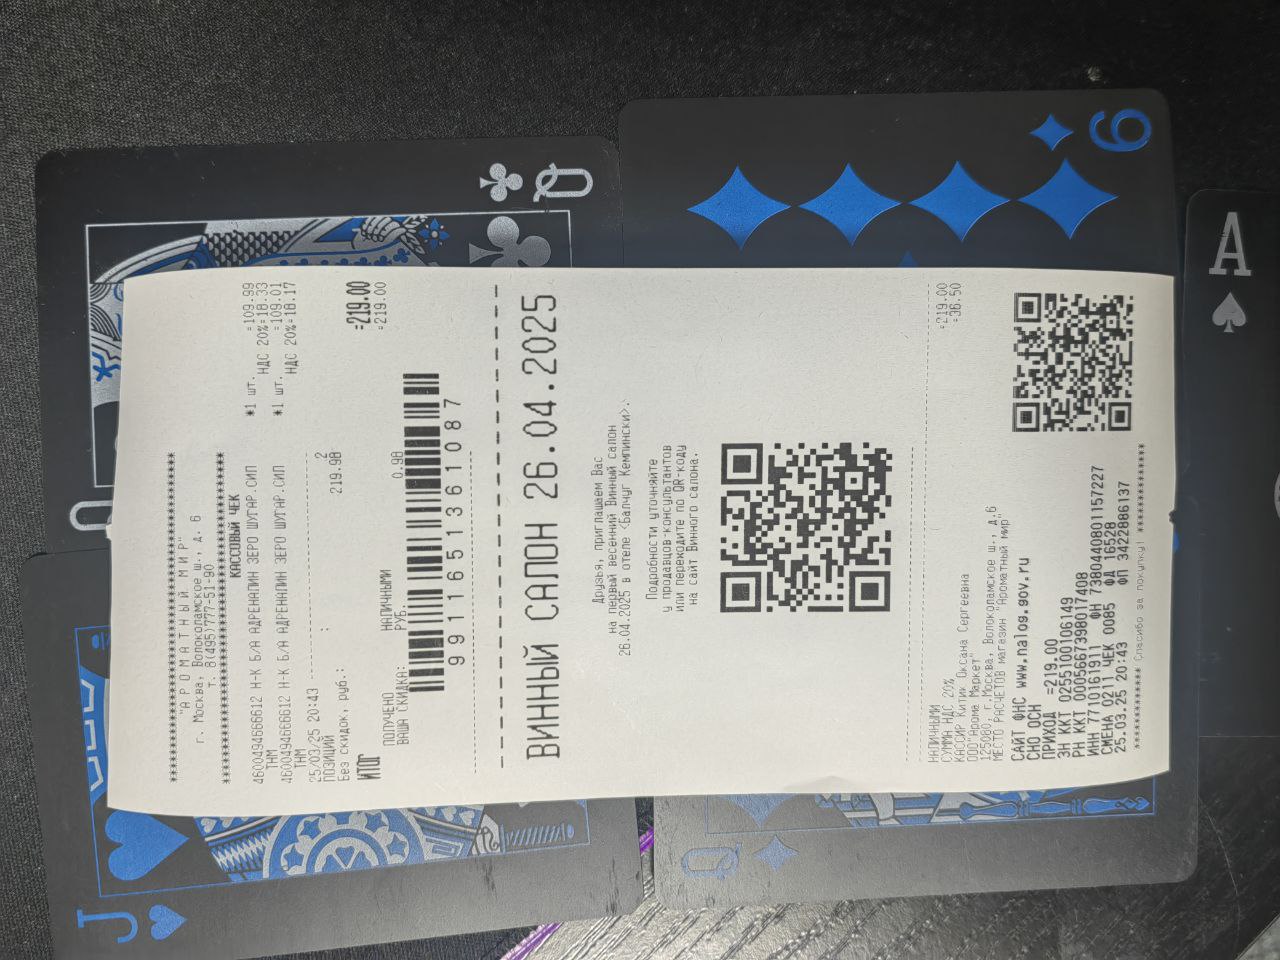 "АРОМАТНЫЙ МИР"
г. Москва, Волоколамское ш., д. 6
т. 8(495)777-51-90
КАССОВЫЙ ЧЕК
4600494666612 Н-К Б/А АДРЕНАЛИН ЗЕРО ШУГАР.СИЛ *1 шт. =109.99
ТНМ НДС 20%=18.33
4600494666612 Н-К Б/А АДРЕНАЛИН ЗЕРО ШУГАР.СИЛ *1 шт. =109.01
ТНМ НДС 20%=18.17
25/03/25 20:43
ПОЗИЦИЙ : 2
Без скидок, руб.: 219.98
ИТОГ =219.00
ПОЛУЧЕНО НАЛИЧНЫМИ =219.00
ВАША СКИДКА: РУБ. 0.98
991165136108​7
ВИННЫЙ САЛОН 26.04.2025
Друзья, приглашаем Вас
на первый весенний Винный салон
26.04.2025 в отеле <Балчуг Кемпински>.
Подробности уточняйте
у продавцов-консультантов
или переходите по QR-коду
на сайт Винного салона.
НАЛИЧНЫМИ =219.00
СУММА НДС 20% =36.50
КАССИР Китик Оксана Сергеевна
ООО"Арома Маркет"
125080, г.Москва, Волоколамское ш., д.6
МЕСТО РАСЧЕТОВ магазин "Ароматный мир"
САЙТ ФНС www.nalog.gov.ru
СНО ОСН
ПРИХОД =219.00
ЗН ККТ 0255100106149
РН ККТ 0005667398017408
ИНН 7710161911 ФН 7380440801157227
СМЕНА 0211 ЧЕК 0085 ФД 16528
25.03.25 20:43 ФП 3422886137
Спасибо за покупку!
Q
Q
6
A
J
Q